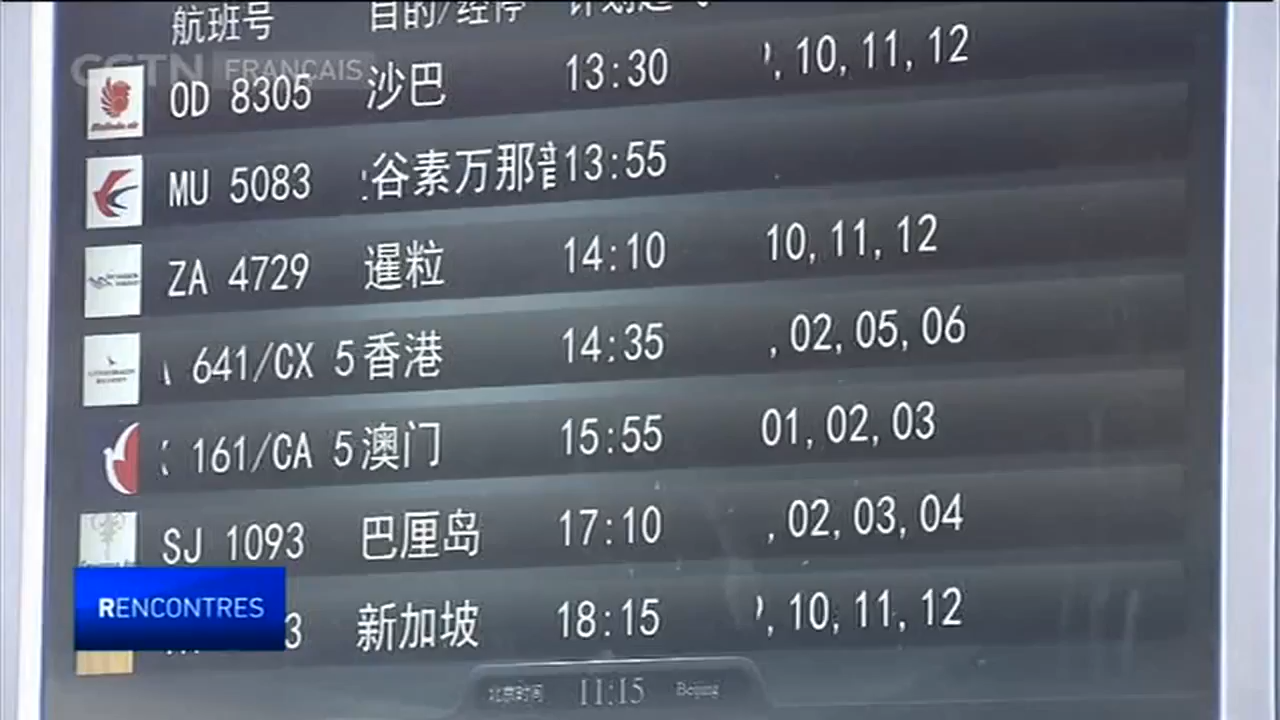 航班号 目的/经停
CGTN FRANÇAIS
OD 8305 沙巴 13:30 , 10, 11, 12
MU 5083 谷素万那普 13:55
ZA 4729 暹粒 14:10 10, 11, 12
641/CX 5 香港 14:35 , 02, 05, 06
161/CA 5 澳门 15:55 01, 02, 03
SJ 1093 巴厘岛 17:10 , 02, 03, 04
RENCONTRES
3 新加坡 18:15 , 10, 11, 12
北京时间 11:15 Beijing